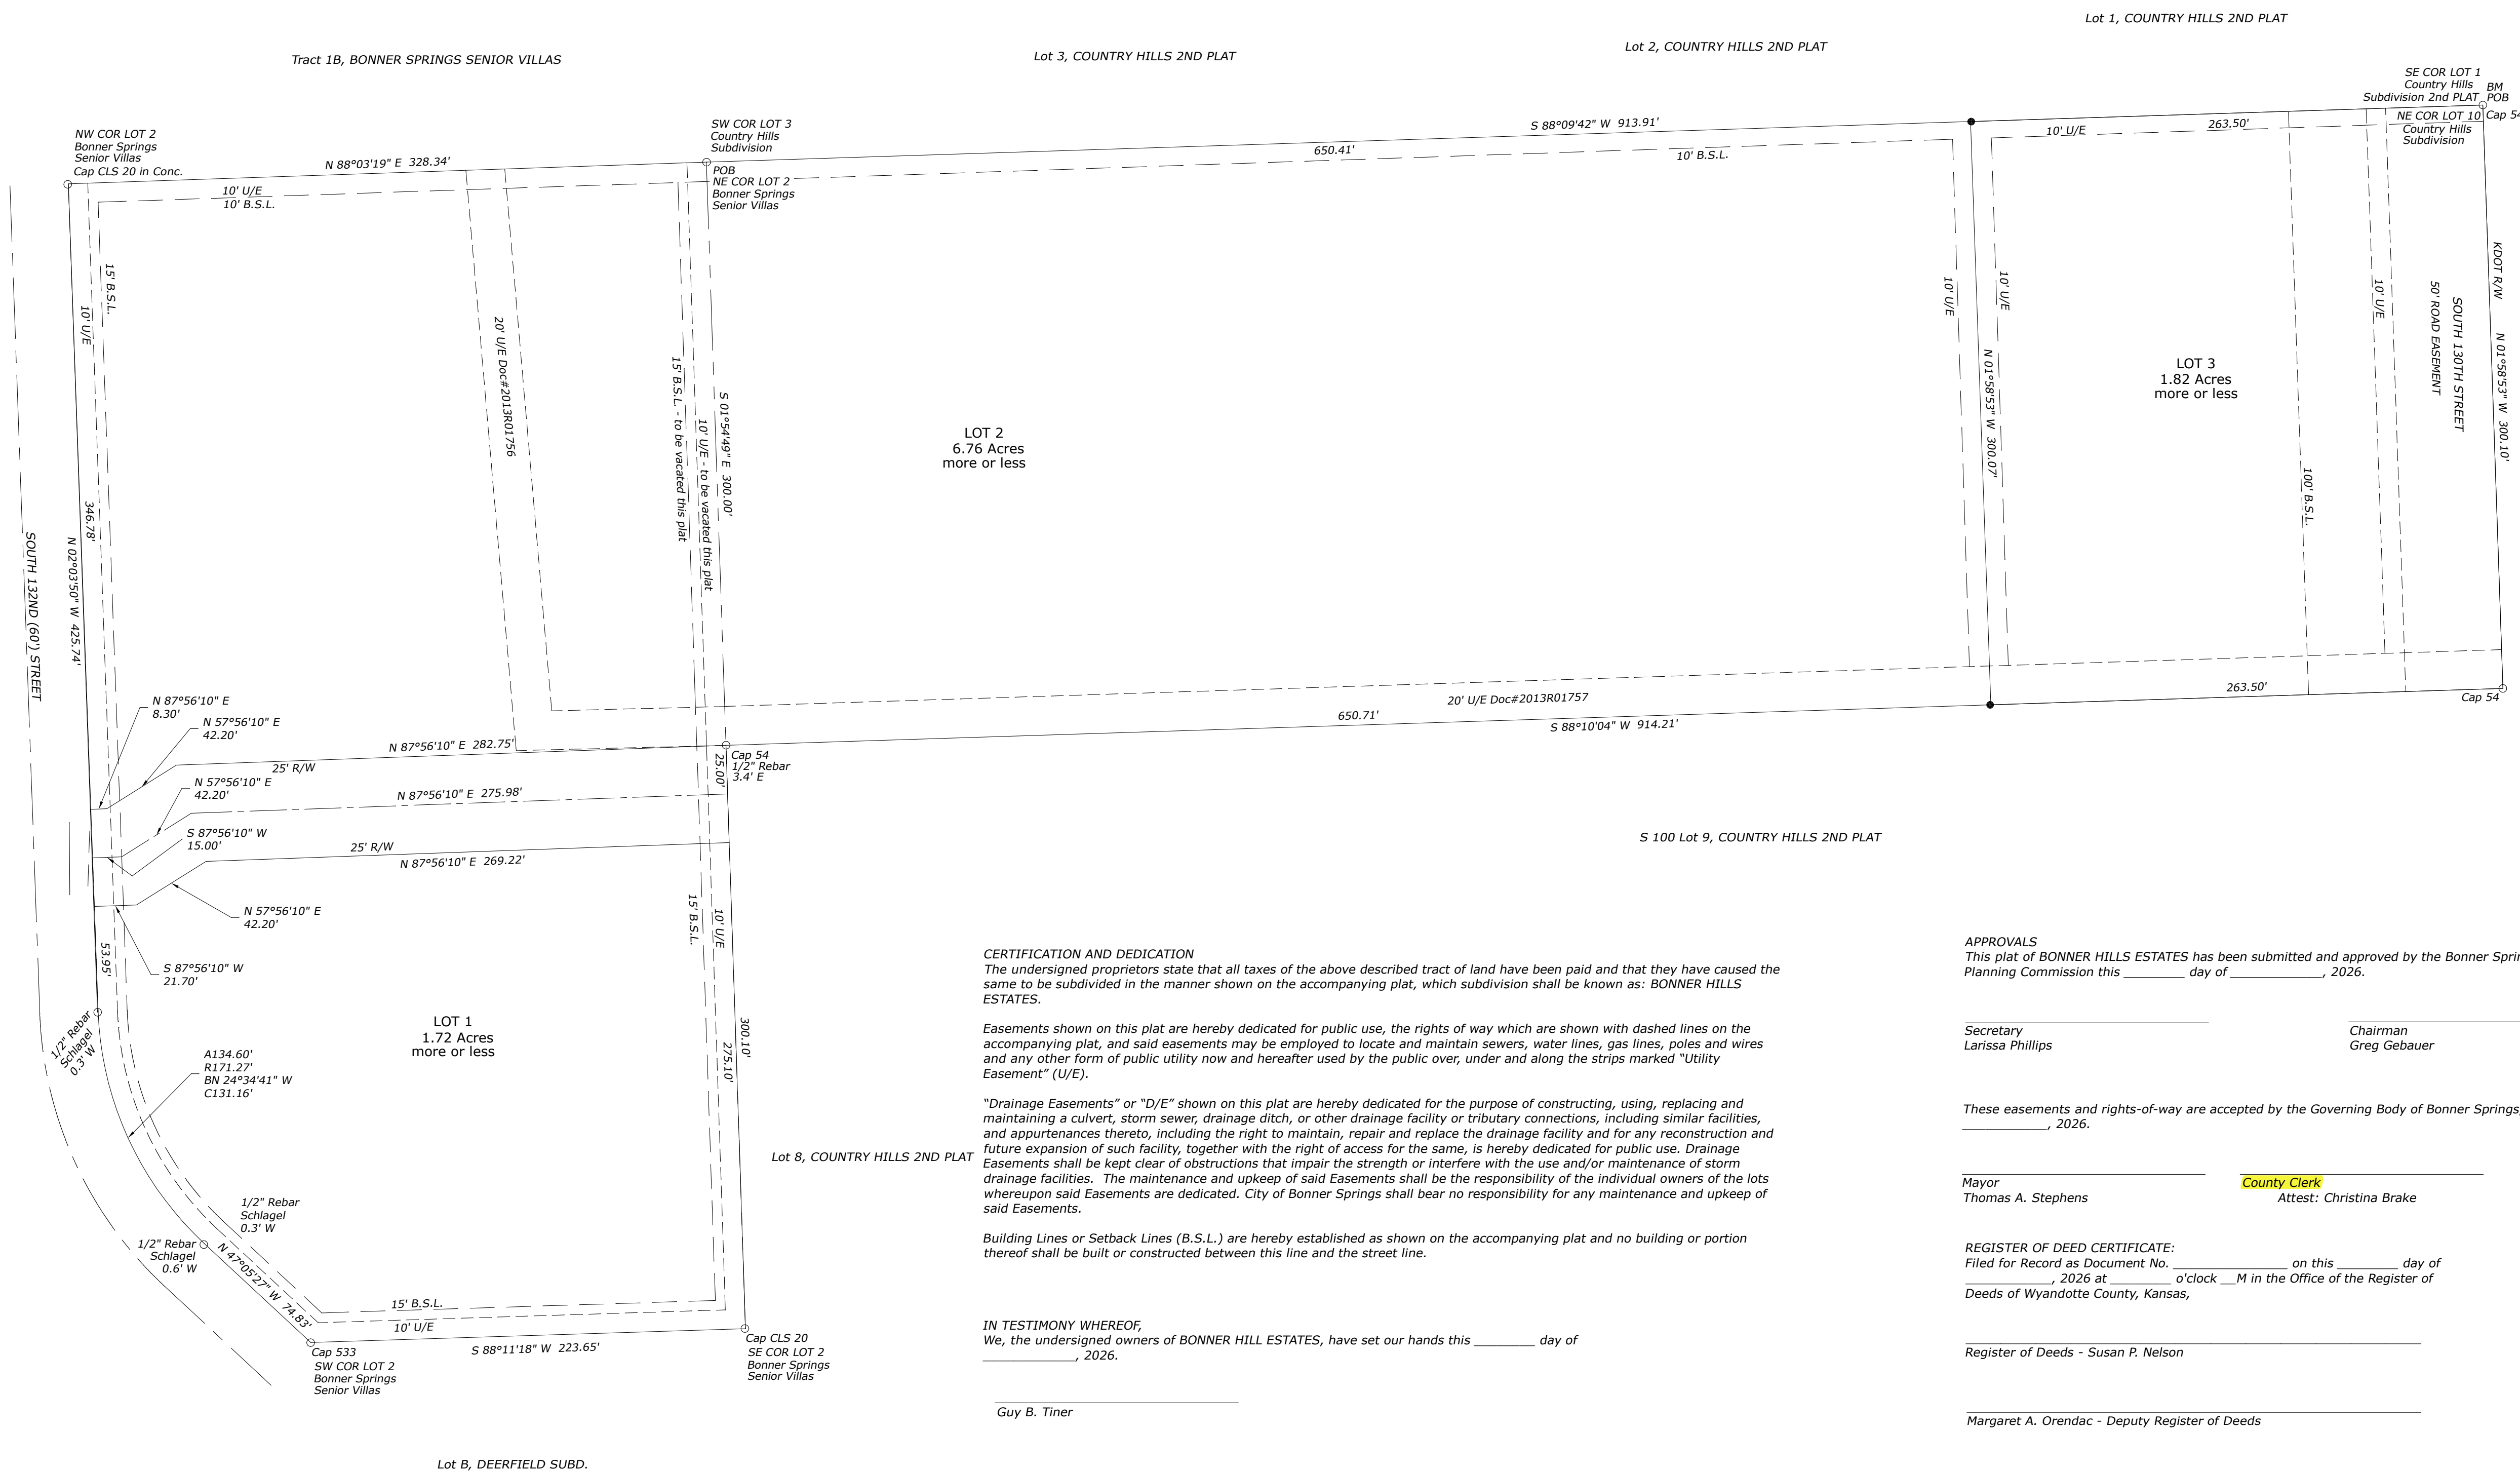 Lot 1, COUNTRY HILLS 2ND PLAT
Lot 2, COUNTRY HILLS 2ND PLAT
Lot 3, COUNTRY HILLS 2ND PLAT
Tract 1B, BONNER SPRINGS SENIOR VILLAS
SE COR LOT 1
Country Hills
Subdivision 2nd PLAT
BM
POB
Cap 54
NE COR LOT 10
Country Hills
Subdivision
NW COR LOT 2
Bonner Springs
Senior Villas
Cap CLS 20 in Conc.
SW COR LOT 3
Country Hills
Subdivision
N 88°03'19" E 328.34'
S 88°09'42" W 913.91'
650.41'
10' B.S.L.
10' U/E
263.50'
POB
NE COR LOT 2
Bonner Springs
Senior Villas
10' U/E
10' B.S.L.
15' B.S.L.
10' U/E
20' U/E Doc#2013R01756
15' B.S.L. - to be vacated this plat
10' U/E - to be vacated this plat
S 01°54'49" E 300.00'
LOT 2
6.76 Acres
more or less
10' U/E
10' U/E
N 01°58'53" W 300.07'
LOT 3
1.82 Acres
more or less
100' B.S.L.
10' U/E
50' ROAD EASEMENT
SOUTH 130TH STREET
KDOT R/W
N 01°58'53" W 300.10'
346.78'
N 02°03'50" W 425.74'
SOUTH 132ND (60') STREET
20' U/E Doc#2013R01757
650.71'
S 88°10'04" W 914.21'
263.50'
Cap 54
N 87°56'10" E
8.30'
N 57°56'10" E
42.20'
N 87°56'10" E 282.75'
25' R/W
Cap 54
1/2" Rebar
3.4' E
25.00'
N 57°56'10" E
42.20'
N 87°56'10" E 275.98'
S 87°56'10" W
15.00'
25' R/W
N 87°56'10" E 269.22'
S 100 Lot 9, COUNTRY HILLS 2ND PLAT
N 57°56'10" E
42.20'
15' B.S.L.
10' U/E
53.95'
S 87°56'10" W
21.70'
1/2" Rebar
Schlagel
0.3' W
LOT 1
1.72 Acres
more or less
300.10'
275.10'
A134.60'
R171.27'
BN 24°34'41" W
C131.16'
Lot 8, COUNTRY HILLS 2ND PLAT
1/2" Rebar
Schlagel
0.3' W
1/2" Rebar
Schlagel
0.6' W
N 47°05'27" W 74.83'
15' B.S.L.
10' U/E
S 88°11'18" W 223.65'
Cap 533
SW COR LOT 2
Bonner Springs
Senior Villas
Cap CLS 20
SE COR LOT 2
Bonner Springs
Senior Villas
Lot B, DEERFIELD SUBD.
CERTIFICATION AND DEDICATION
The undersigned proprietors state that all taxes of the above described tract of land have been paid and that they have caused the
same to be subdivided in the manner shown on the accompanying plat, which subdivision shall be known as: BONNER HILLS
ESTATES.
Easements shown on this plat are hereby dedicated for public use, the rights of way which are shown with dashed lines on the
accompanying plat, and said easements may be employed to locate and maintain sewers, water lines, gas lines, poles and wires
and any other form of public utility now and hereafter used by the public over, under and along the strips marked “Utility
Easement” (U/E).
“Drainage Easements” or “D/E” shown on this plat are hereby dedicated for the purpose of constructing, using, replacing and
maintaining a culvert, storm sewer, drainage ditch, or other drainage facility or tributary connections, including similar facilities,
and appurtenances thereto, including the right to maintain, repair and replace the drainage facility and for any reconstruction and
future expansion of such facility, together with the right of access for the same, is hereby dedicated for public use. Drainage
Easements shall be kept clear of obstructions that impair the strength or interfere with the use and/or maintenance of storm
drainage facilities. The maintenance and upkeep of said Easements shall be the responsibility of the individual owners of the lots
whereupon said Easements are dedicated. City of Bonner Springs shall bear no responsibility for any maintenance and upkeep of
said Easements.
Building Lines or Setback Lines (B.S.L.) are hereby established as shown on the accompanying plat and no building or portion
thereof shall be built or constructed between this line and the street line.
IN TESTIMONY WHEREOF,
We, the undersigned owners of BONNER HILL ESTATES, have set our hands this _________ day of
______________, 2026.
Guy B. Tiner
APPROVALS
This plat of BONNER HILLS ESTATES has been submitted and approved by the Bonner Sprin
Planning Commission this _________ day of ______________, 2026.
Secretary
Larissa Phillips
Chairman
Greg Gebauer
These easements and rights-of-way are accepted by the Governing Body of Bonner Springs,
_____________, 2026.
Mayor
Thomas A. Stephens
County Clerk
Attest: Christina Brake
REGISTER OF DEED CERTIFICATE:
Filed for Record as Document No. _________________ on this _________ day of
_____________, 2026 at _________ o'clock __M in the Office of the Register of
Deeds of Wyandotte County, Kansas,
Register of Deeds - Susan P. Nelson
Margaret A. Orendac - Deputy Register of Deeds